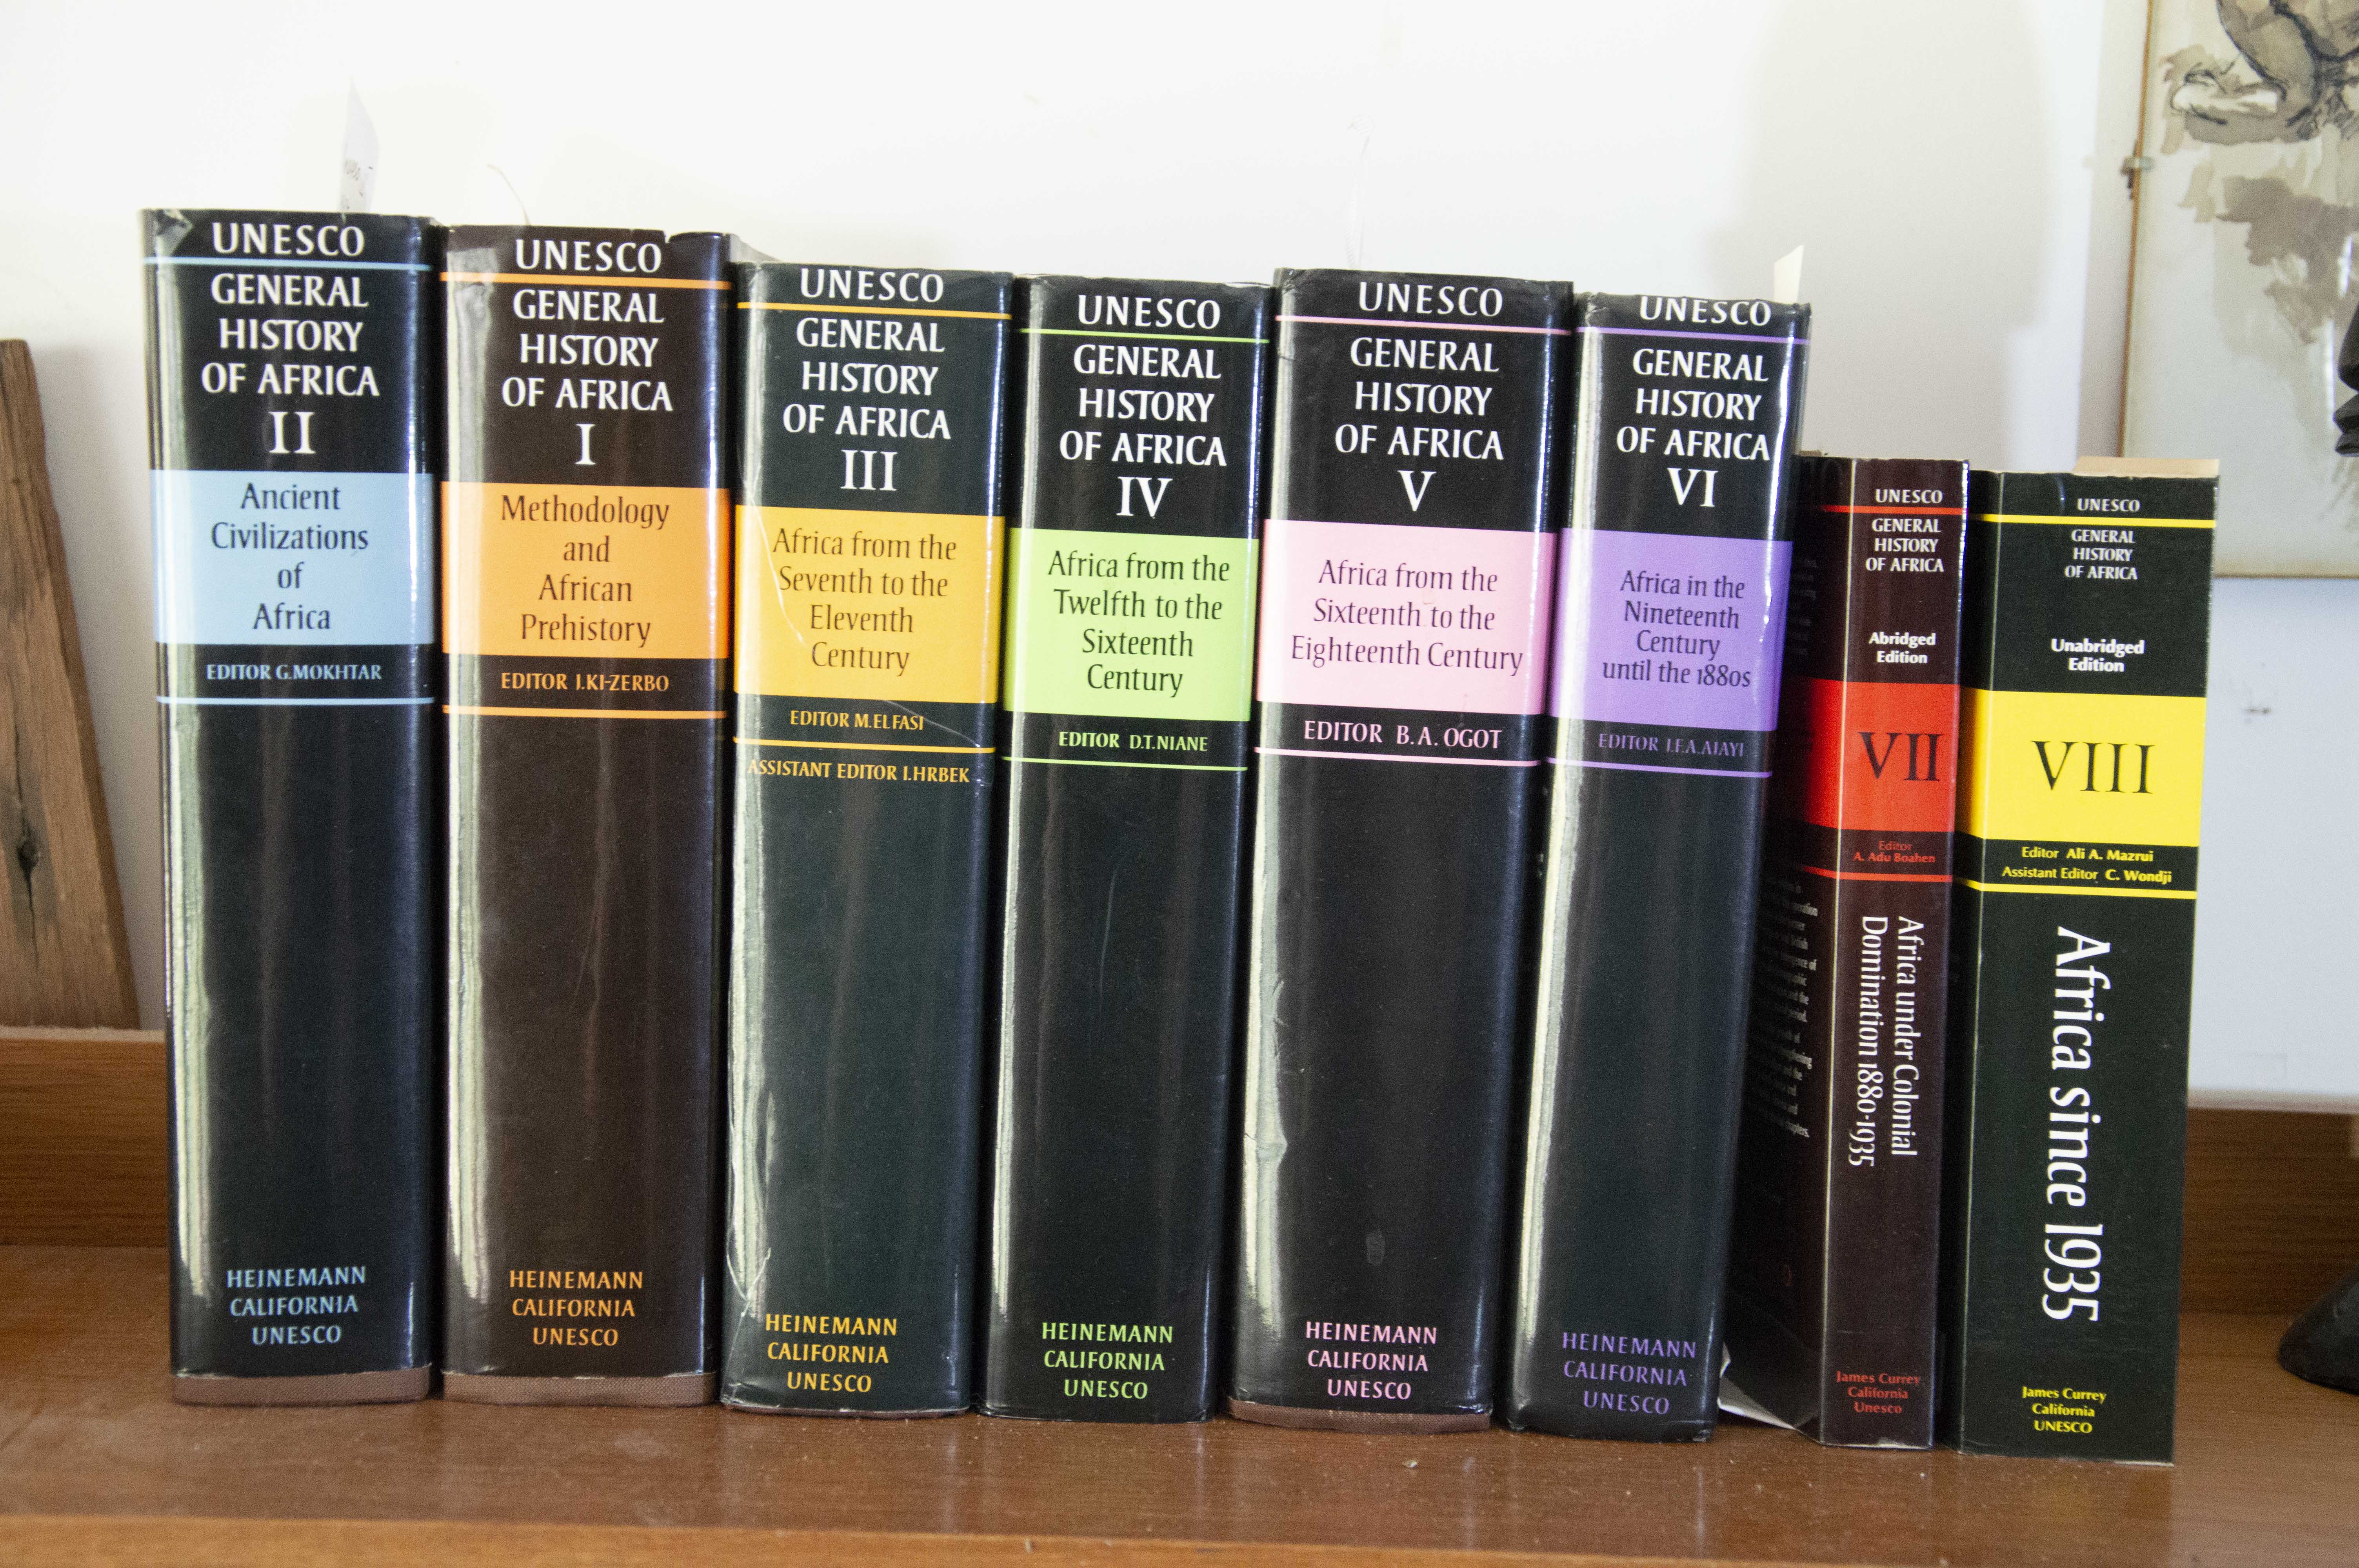 UNESCO
GENERAL
HISTORY
OF AFRICA
II
Ancient
Civilizations
of
Africa
EDITOR G.MOKHTAR
HEINEMANN
CALIFORNIA
UNESCO
UNESCO
GENERAL
HISTORY
OF AFRICA
I
Methodology
and
African
Prehistory
EDITOR J.KI-ZERBO
HEINEMANN
CALIFORNIA
UNESCO
UNESCO
GENERAL
HISTORY
OF AFRICA
III
Africa from the
Seventh to the
Eleventh
Century
EDITOR M.EL FASI
ASSISTANT EDITOR I.HRBEK
HEINEMANN
CALIFORNIA
UNESCO
UNESCO
GENERAL
HISTORY
OF AFRICA
IV
Africa from the
Twelfth to the
Sixteenth
Century
EDITOR D.T.NIANE
HEINEMANN
CALIFORNIA
UNESCO
UNESCO
GENERAL
HISTORY
OF AFRICA
V
Africa from the
Sixteenth to the
Eighteenth Century
EDITOR B.A.OGOT
HEINEMANN
CALIFORNIA
UNESCO
UNESCO
GENERAL
HISTORY
OF AFRICA
VI
Africa in the
Nineteenth
Century
until the 1880s
EDITOR J.F.A.AJAYI
HEINEMANN
CALIFORNIA
UNESCO
UNESCO
GENERAL
HISTORY
OF AFRICA
Abridged
Edition
VII
Editor
A. Adu Boahen
Africa under Colonial
Domination 1880-1935
James Currey
California
Unesco
UNESCO
GENERAL
HISTORY
OF AFRICA
Unabridged
Edition
VIII
Editor Ali A. Mazrui
Assistant Editor C. Wondji
Africa since 1935
James Currey
California
UNESCO